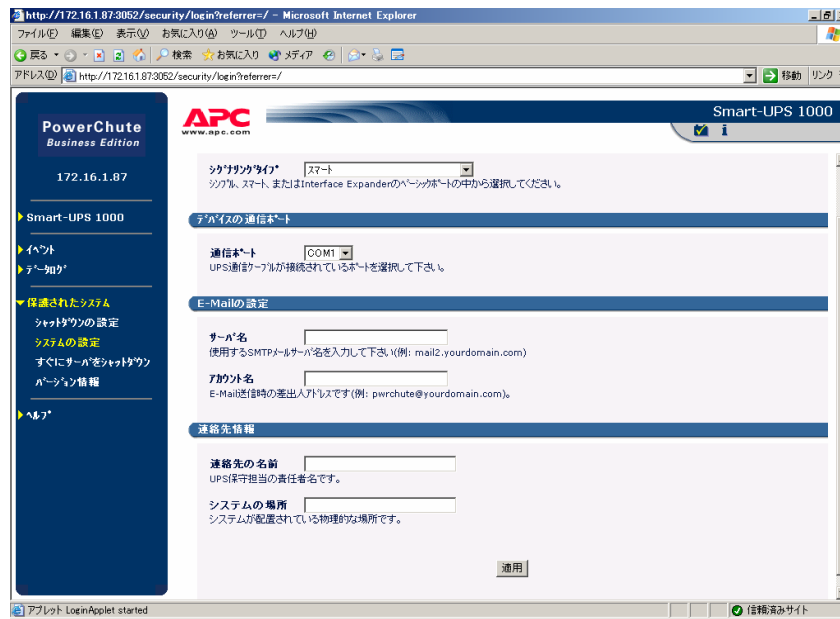 http://172.16.1.87:3052/security/login?referrer=/ - Microsoft Internet Explorer
ファイル(F) 編集(E) 表示(V) お気に入り(A) ツール(T) ヘルプ(H)
戻る 検索 お気に入り メディア
アドレス(D) http://172.16.1.87:3052/security/login?referrer=/ 移動 リンク
PowerChute
Business Edition
172.16.1.87
Smart-UPS 1000
イベント
データログ
保護されたシステム
シャットダウンの設定
システムの設定
すぐにサーバをシャットダウン
バージョン情報
ヘルプ
APC
www.apc.com
Smart-UPS 1000
シグナリングタイプ スマート
シンプル、スマート、またはInterface Expanderのベーシックポートの中から選択してください。
デバイスの通信ポート
通信ポート COM1
UPS通信ケーブルが接続されているポートを選択して下さい。
E-Mailの設定
サーバ名
使用するSMTPメールサーバ名を入力して下さい(例: mail2.yourdomain.com)
アカウント名
E-Mail送信時の差出人アドレスです(例: pwrchute@yourdomain.com)。
連絡先情報
連絡先の名前
UPS保守担当の責任者名です。
システムの場所
システムが配置されている物理的な場所です。
適用
アプレット LoginApplet started 信頼済みサイト